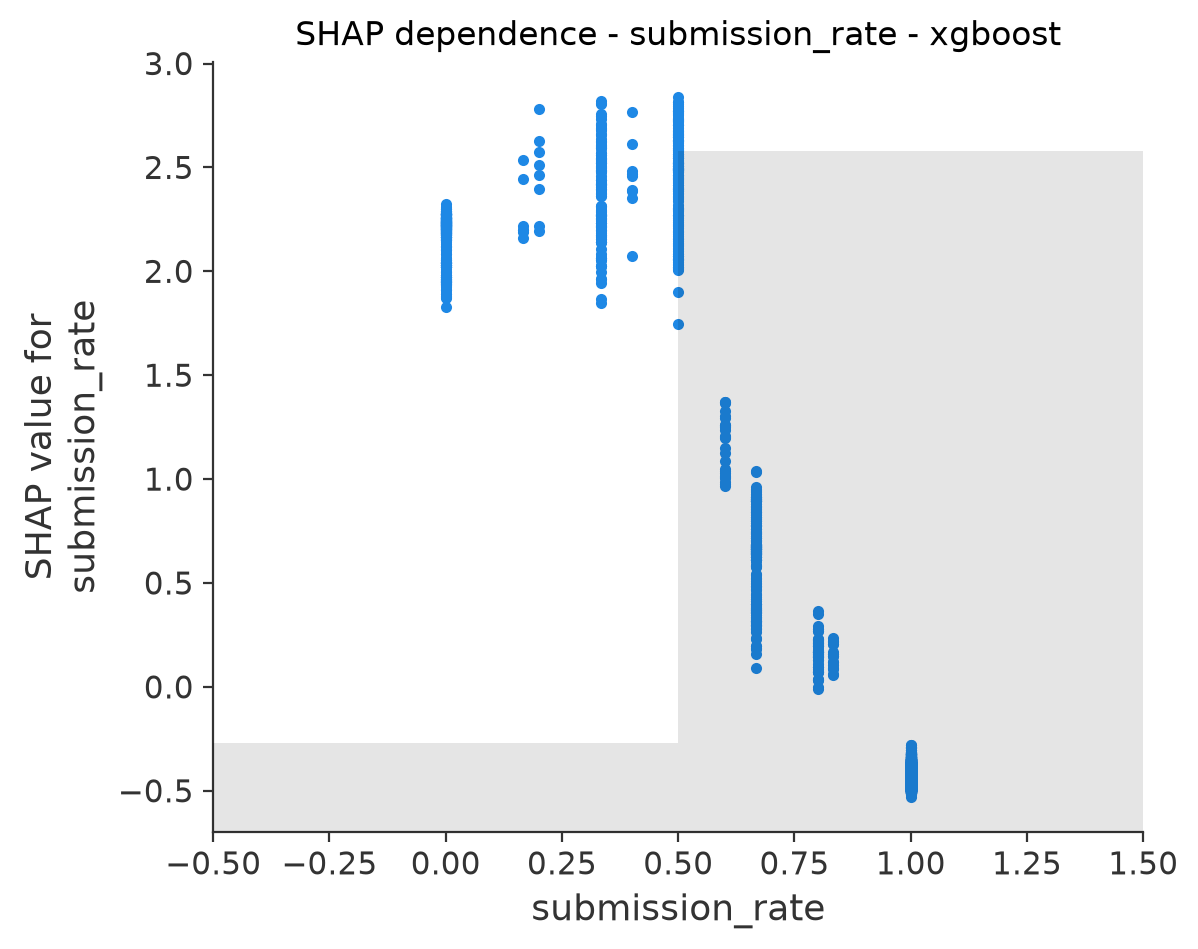 SHAP dependence - submission_rate - xgboost
3.0
2.5
2.0
1.5
1.0
0.5
0.0
−0.5
SHAP value for
submission_rate
−0.50 −0.25 0.00 0.25 0.50 0.75 1.00 1.25 1.50
submission_rate